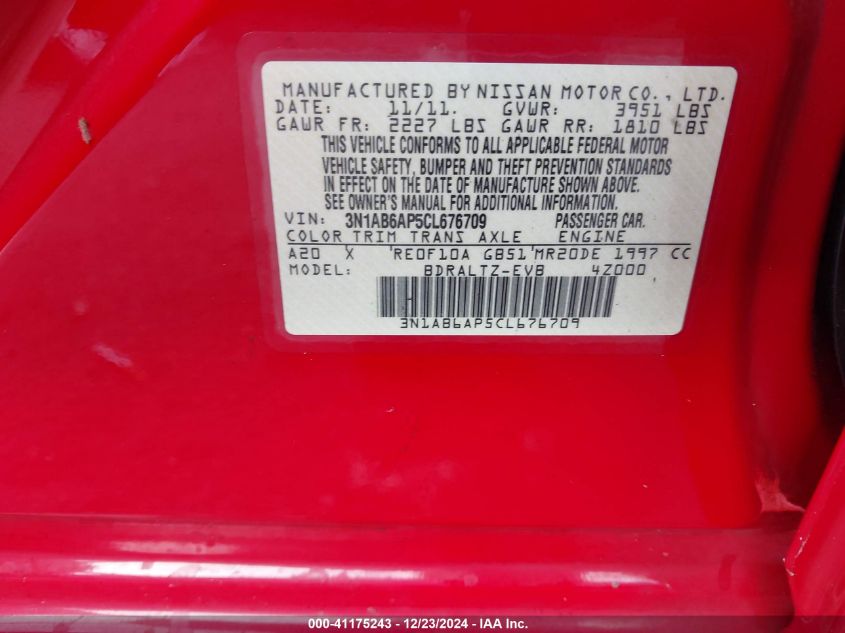 MANUFACTURED BY NISSAN MOTOR CO., LTD.
DATE: 11/11. GVWR: 3951 LBS
GAWR FR: 2227 LBS GAWR RR: 1810 LBS
THIS VEHICLE CONFORMS TO ALL APPLICABLE FEDERAL MOTOR
VEHICLE SAFETY, BUMPER AND THEFT PREVENTION STANDARDS
IN EFFECT ON THE DATE OF MANUFACTURE SHOWN ABOVE.
SEE OWNER'S MANUAL FOR ADDITIONAL INFORMATION.
VIN: 3N1AB6AP5CL676709 PASSENGER CAR.
COLOR TRIM TRANS AXLE ENGINE
A20 X 'RE0F10A GB51'MR20DE 1997 CC
MODEL: BDRALTZ-EVB 4Z000
3N1AB6AP5CL676709
000-41175243 - 12/23/2024 - IAA Inc.